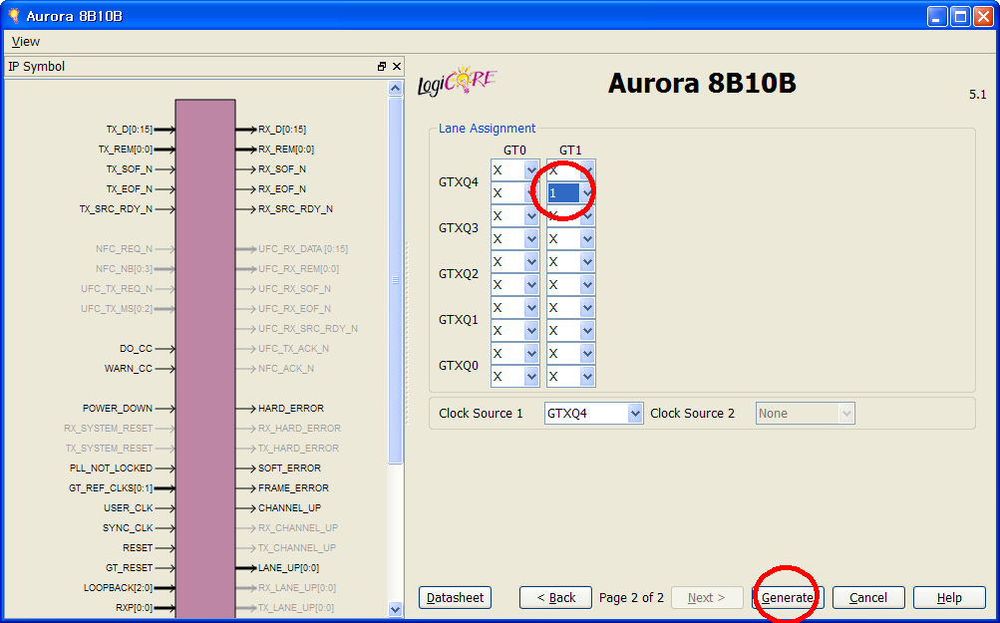 Aurora 8B10B
View
IP Symbol
TX_D[0:15] RX_D[0:15]
TX_REM[0:0] RX_REM[0:0]
TX_SOF_N RX_SOF_N
TX_EOF_N RX_EOF_N
TX_SRC_RDY_N RX_SRC_RDY_N
NFC_REQ_N UFC_RX_DATA [0:15]
NFC_NB[0:3] UFC_RX_REM[0:0]
UFC_TX_REQ_N UFC_RX_SOF_N
UFC_TX_MS[0:2] UFC_RX_EOF_N
UFC_RX_SRC_RDY_N
DO_CC UFC_TX_ACK_N
WARN_CC NFC_ACK_N
POWER_DOWN HARD_ERROR
RX_SYSTEM_RESET RX_HARD_ERROR
TX_SYSTEM_RESET TX_HARD_ERROR
PLL_NOT_LOCKED SOFT_ERROR
GT_REF_CLKS[0:1] FRAME_ERROR
USER_CLK CHANNEL_UP
SYNC_CLK RX_CHANNEL_UP
RESET TX_CHANNEL_UP
GT_RESET LANE_UP[0:0]
LOOPBACK[2:0] RX_LANE_UP[0:0]
RXP[0:0] TX_LANE_UP[0:0]
LogiCORE
Aurora 8B10B
5.1
Lane Assignment
GT0 GT1
GTXQ4
X X
X 1
GTXQ3
X X
X X
GTXQ2
X X
X X
GTXQ1
X X
X X
GTXQ0
X X
X X
Clock Source 1 GTXQ4 Clock Source 2 None
Datasheet < Back Page 2 of 2 Next > Generate Cancel Help